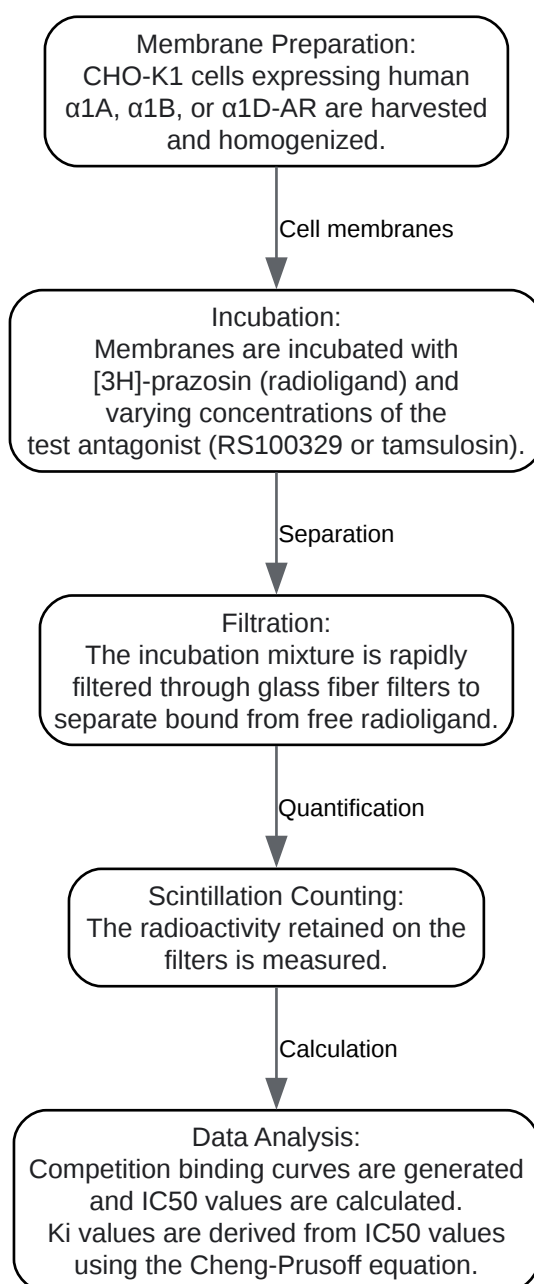 Membrane Preparation:
CHO-K1 cells expressing human
α1A, α1B, or α1D-AR are harvested
and homogenized.
Cell membranes
Incubation:
Membranes are incubated with
[3H]-prazosin (radioligand) and
varying concentrations of the
test antagonist (RS100329 or tamsulosin).
Separation
Filtration:
The incubation mixture is rapidly
filtered through glass fiber filters to
separate bound from free radioligand.
Quantification
Scintillation Counting:
The radioactivity retained on the
filters is measured.
Calculation
Data Analysis:
Competition binding curves are generated
and IC50 values are calculated.
Ki values are derived from IC50 values
using the Cheng-Prusoff equation.